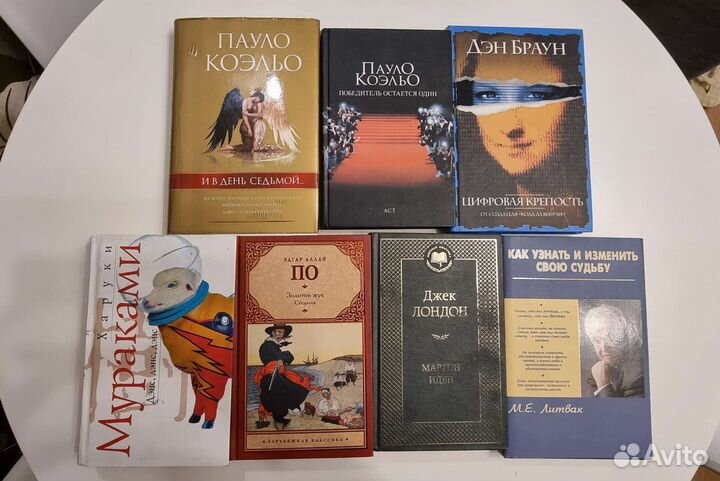 ПАУЛО
КОЭЛЬО
И В ДЕНЬ СЕДЬМОЙ...
ПАУЛО
КОЭЛЬО
ПОБЕДИТЕЛЬ ОСТАЕТСЯ ОДИН
АСТ
ДЭН БРАУН
ЦИФРОВАЯ КРЕПОСТЬ
ОТ СОЗДАТЕЛЯ «КОДА ДА ВИНЧИ»
Харуки
Мураками
Дэнс, дэнс, дэнс
ЭДГАР АЛЛАН
ПО
Золотой жук
Сборник
ЗАРУБЕЖНАЯ КЛАССИКА
Джек
ЛОНДОН
МАРТИН
ИДЕН
КАК УЗНАТЬ И ИЗМЕНИТЬ
СВОЮ СУДЬБУ
М.Е. Литвак
Avito